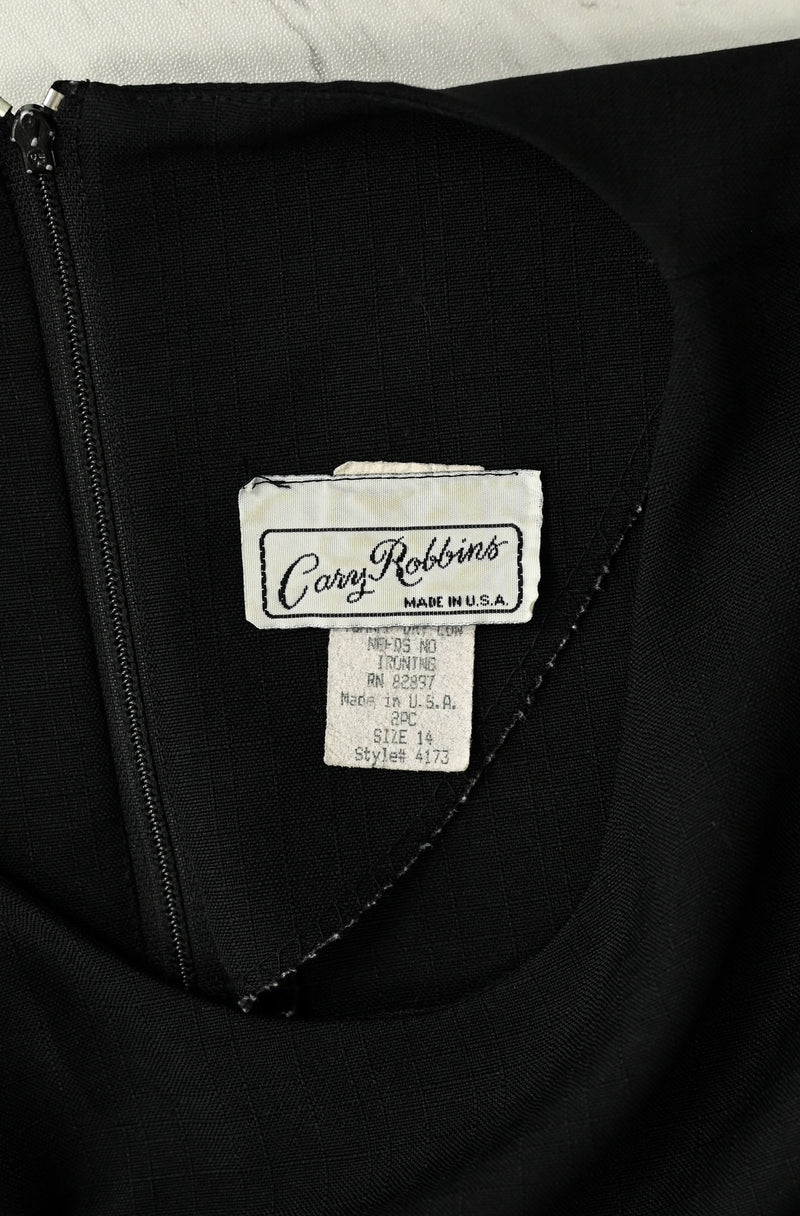 Cary Robbins
MADE IN U.S.A.
NEEDS NO
IRONING
RN 82897
Made in U.S.A.
2PC
SIZE 14
Style# 4173